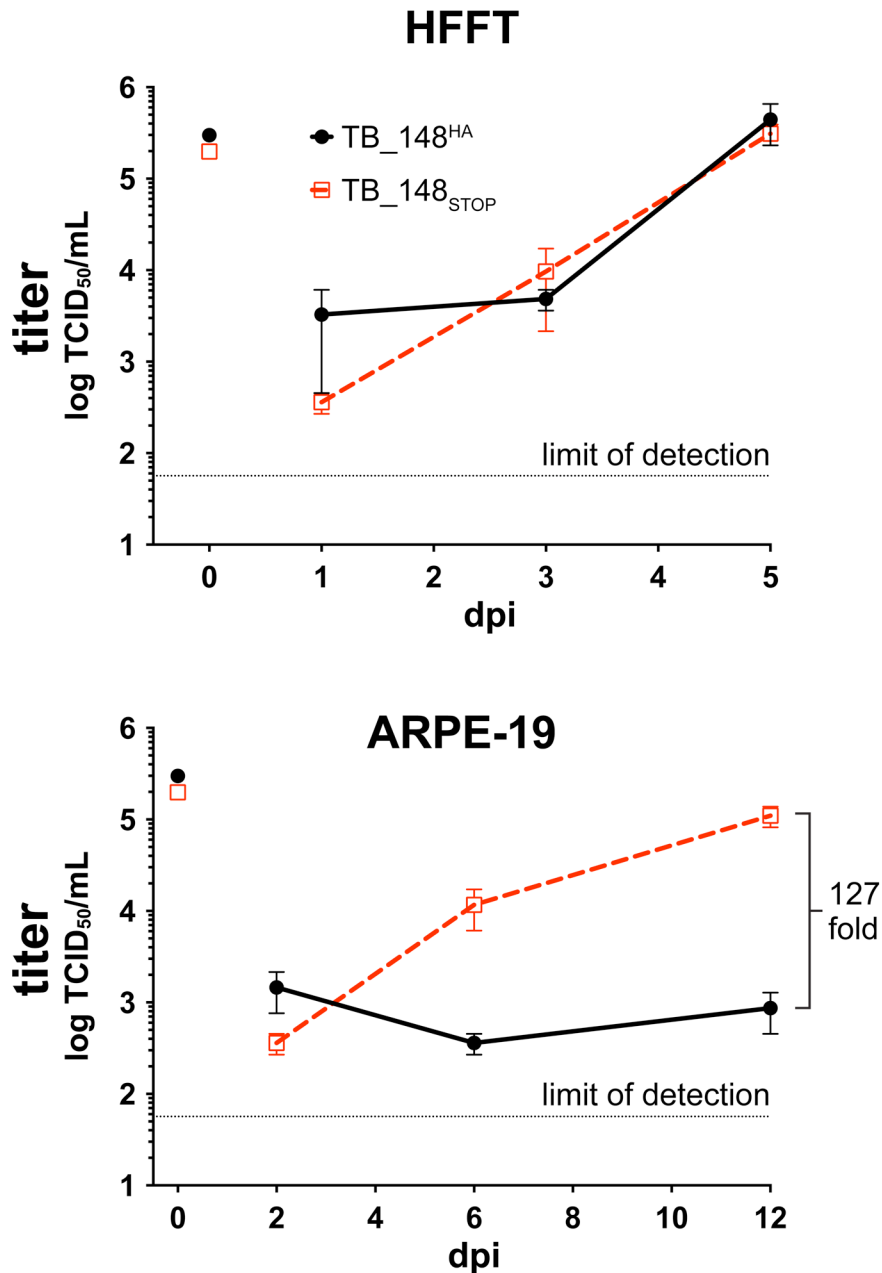 HFFT
6
5
4
3
2
1
titer
log TCID₅₀/mL
TB_148ᴴᴬ
TB_148_STOP
limit of detection
0 1 2 3 4 5
dpi
ARPE-19
6
5
4
3
2
1
titer
log TCID₅₀/mL
127
fold
limit of detection
0 2 4 6 8 10 12
dpi